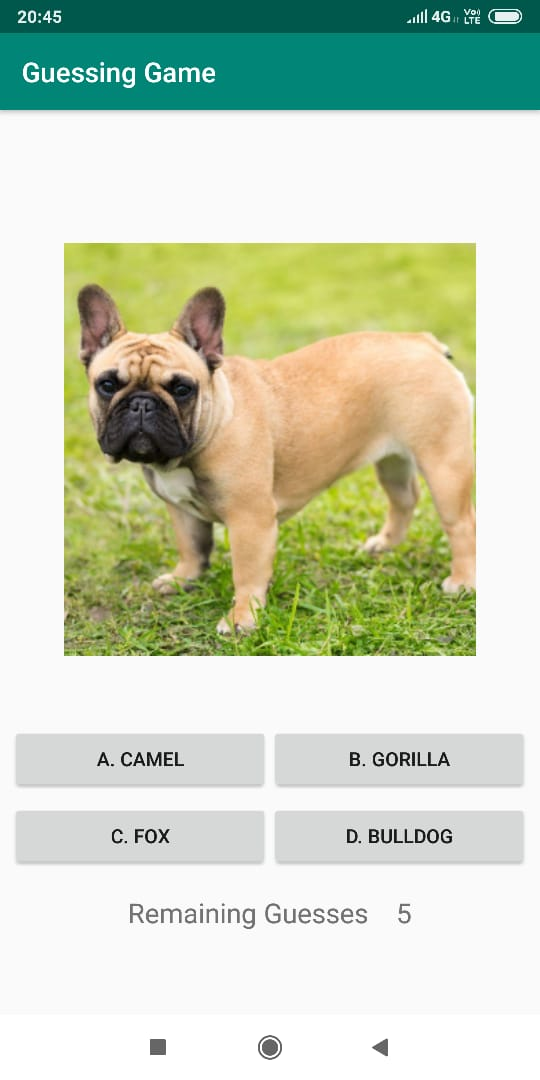 20:45 4G Vo) LTE
Guessing Game
A. CAMEL B. GORILLA
C. FOX D. BULLDOG
Remaining Guesses 5